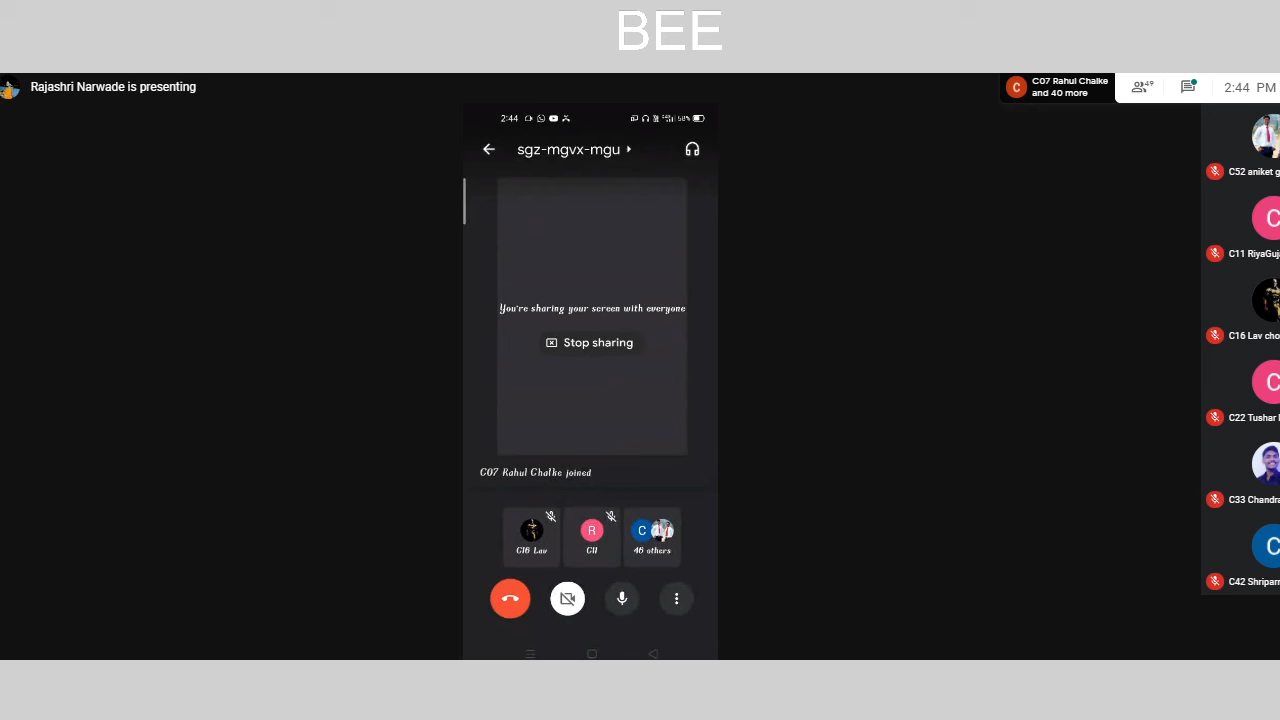 BEE
Rajashri Narwade is presenting
C07 Rahul Chalke
and 40 more
49
2:44 PM
2:44
58%
sgz-mgvx-mgu
You're sharing your screen with everyone
Stop sharing
C07 Rahul Chalke joined
C16 Lav
R
C11
C
46 others
C
C52 aniket g
C
C11 RiyaGuj
C16 Lav cho
C
C22 Tushar
C33 Chandra
C
C42 Shripar